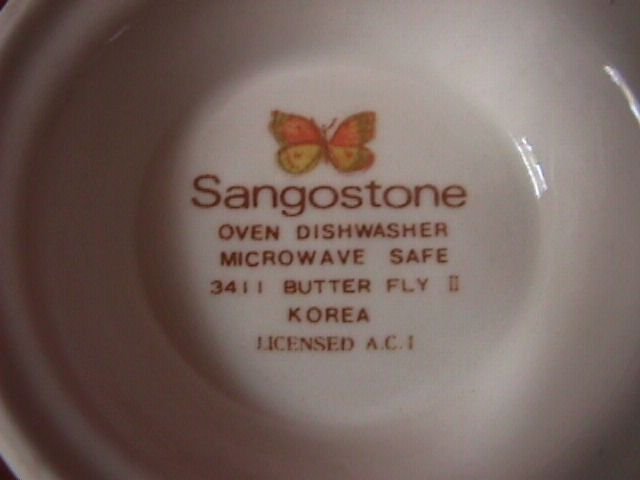 Sangostone
OVEN DISHWASHER
MICROWAVE SAFE
3411 BUTTER FLY II
KOREA
LICENSED A.C.I